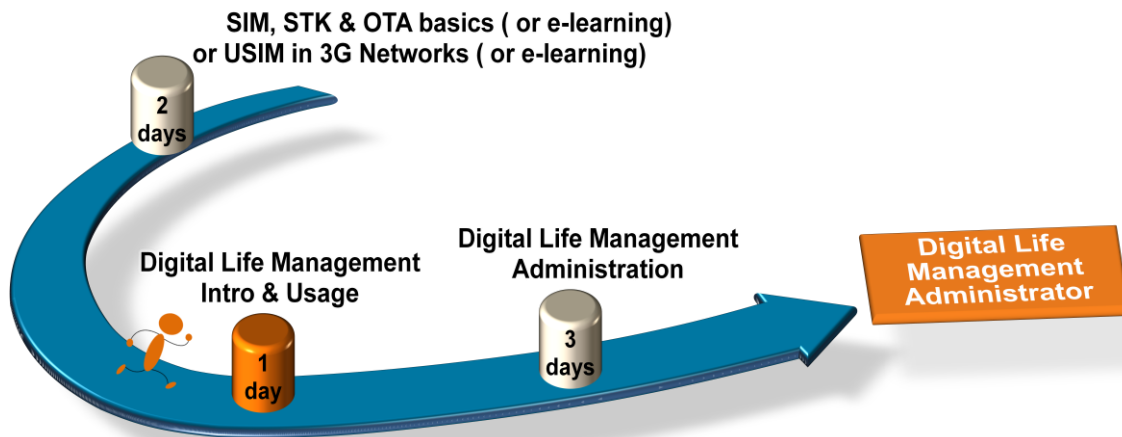 SIM, STK & OTA basics ( or e-learning)
or USIM in 3G Networks ( or e-learning)
2
days
Digital Life Management
Intro & Usage
1
day
Digital Life Management
Administration
3
days
Digital Life
Management
Administrator